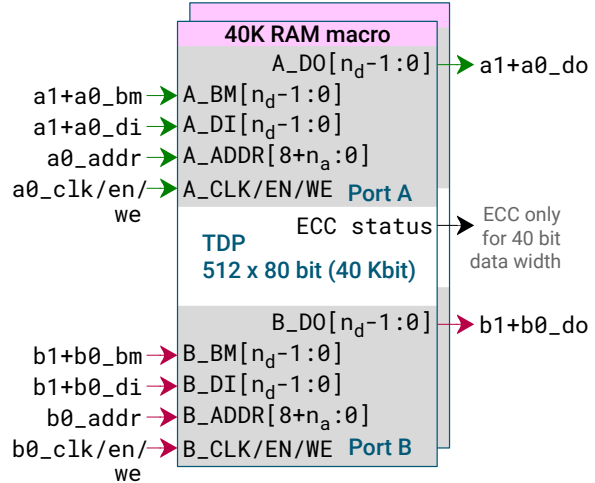 40K RAM macro
A_DO[nd-1:0]
a1+a0_do
a1+a0_bm
A_BM[nd-1:0]
a1+a0_di
A_DI[nd-1:0]
a0_addr
A_ADDR[8+na:0]
a0_clk/en/
we
A_CLK/EN/WE
Port A
ECC status
ECC only
for 40 bit
data width
TDP
512 x 80 bit (40 Kbit)
B_DO[nd-1:0]
b1+b0_do
b1+b0_bm
B_BM[nd-1:0]
b1+b0_di
B_DI[nd-1:0]
b0_addr
B_ADDR[8+na:0]
b0_clk/en/
we
B_CLK/EN/WE
Port B